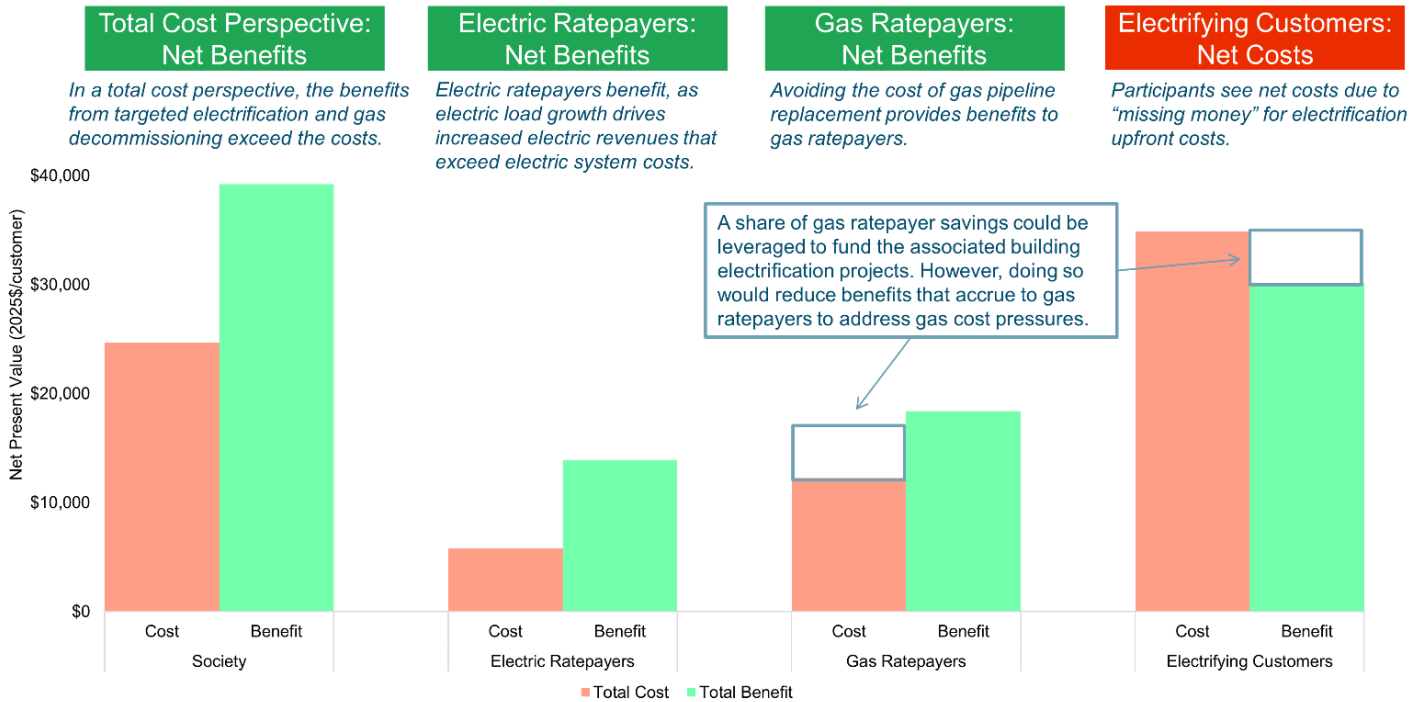 Total Cost Perspective:
Net Benefits
Electric Ratepayers:
Net Benefits
Gas Ratepayers:
Net Benefits
Electrifying Customers:
Net Costs
In a total cost perspective, the benefits
from targeted electrification and gas
decommissioning exceed the costs.
Electric ratepayers benefit, as
electric load growth drives
increased electric revenues that
exceed electric system costs.
Avoiding the cost of gas pipeline
replacement provides benefits to
gas ratepayers.
Participants see net costs due to
“missing money” for electrification
upfront costs.
Net Present Value (2025$/customer)
$40,000
$30,000
$20,000
$10,000
$0
A share of gas ratepayer savings could be
leveraged to fund the associated building
electrification projects. However, doing so
would reduce benefits that accrue to gas
ratepayers to address gas cost pressures.
Cost
Benefit
Cost
Benefit
Cost
Benefit
Cost
Benefit
Society
Electric Ratepayers
Gas Ratepayers
Electrifying Customers
Total Cost
Total Benefit